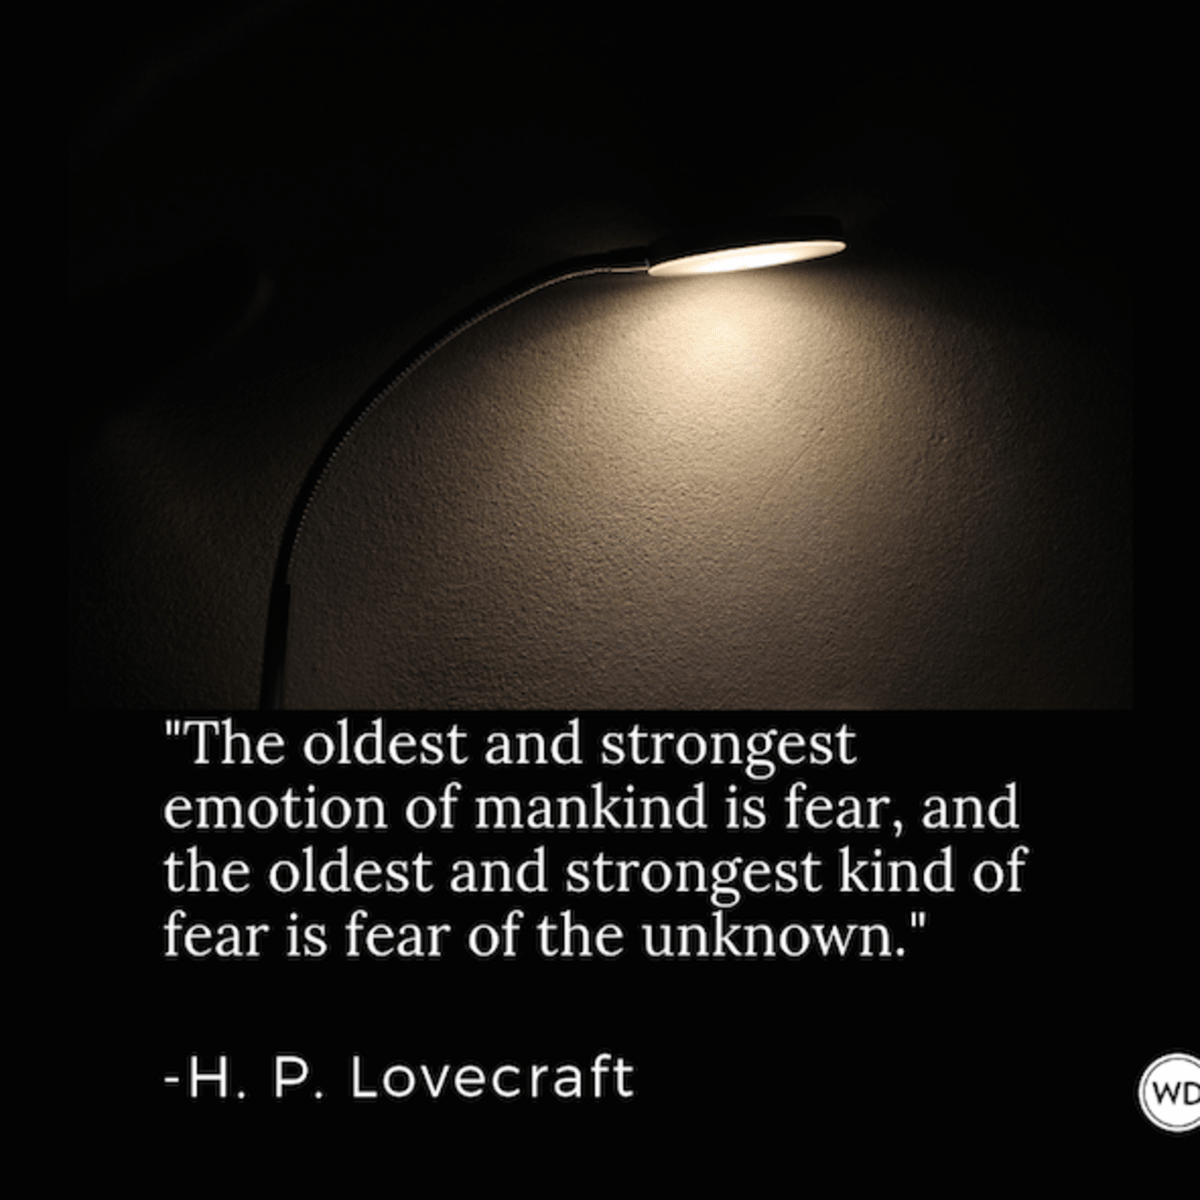 "The oldest and strongest
emotion of mankind is fear, and
the oldest and strongest kind of
fear is fear of the unknown."
-H. P. Lovecraft
WD